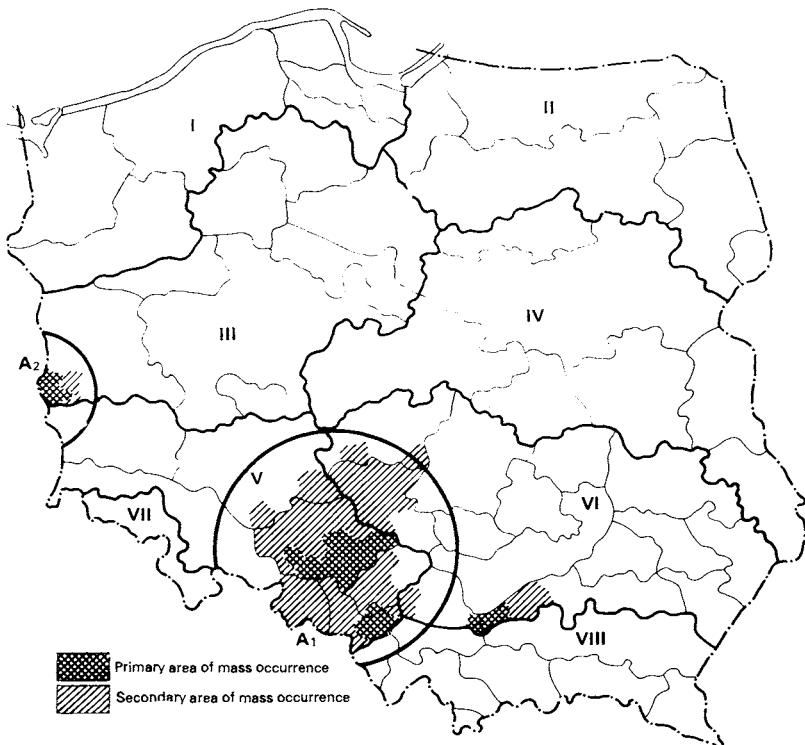 I
II
III
IV
A2
V
VI
VII
A1
VIII
Primary area of mass occurrence
Secondary area of mass occurrence